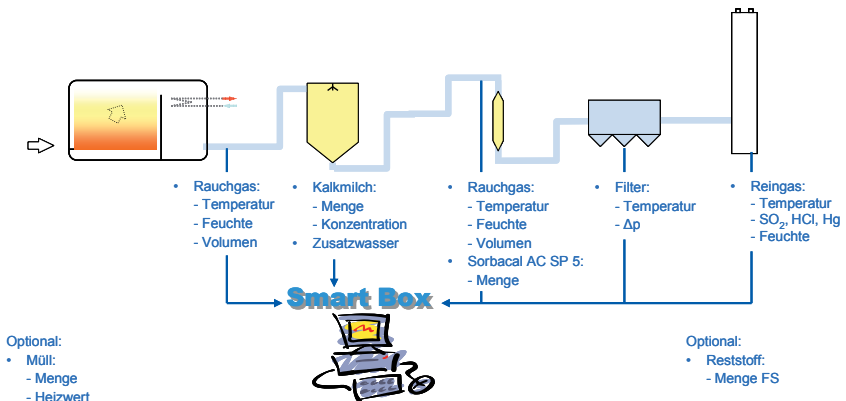 • Rauchgas:
- Temperatur
- Feuchte
- Volumen
• Kalkmilch:
- Menge
- Konzentration
• Zusatzwasser
• Rauchgas:
- Temperatur
- Feuchte
- Volumen
• Sorbacal AC SP 5:
- Menge
• Filter:
- Temperatur
- Δp
• Reingas:
- Temperatur
- SO₂, HCl, Hg
- Feuchte
Smart Box
Optional:
• Müll:
- Menge
- Heizwert
Optional:
• Reststoff:
- Menge FS